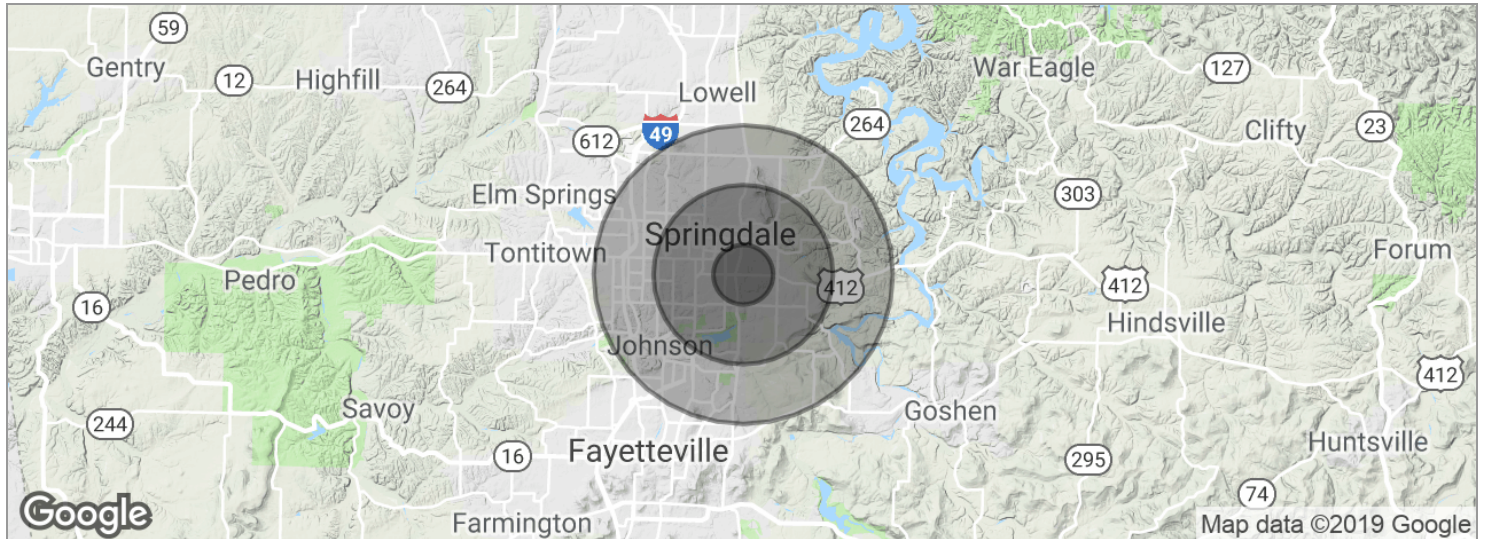 59
Gentry
12
Highfill
264
Lowell
War Eagle
127
612
49
264
Clifty
23
Elm Springs
303
Springdale
Tontitown
Forum
Pedro
412
412
16
Hindsville
Johnson
412
Savoy
Goshen
244
Fayetteville
16
Huntsville
295
74
Google
Farmington
Map data ©2019 Google